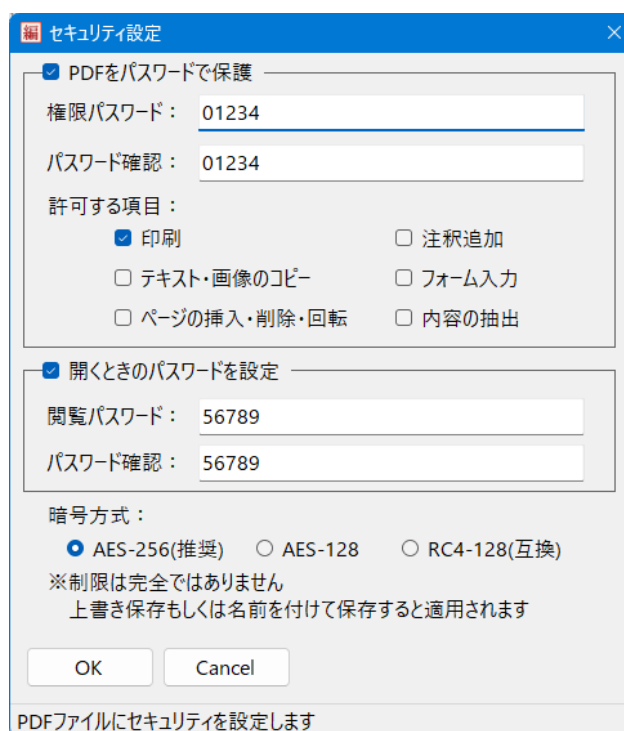 編 セキュリティ設定
PDFをパスワードで保護
権限パスワード： 01234
パスワード確認： 01234
許可する項目：
印刷 注釈追加
テキスト・画像のコピー フォーム入力
ページの挿入・削除・回転 内容の抽出
開くときのパスワードを設定
閲覧パスワード： 56789
パスワード確認： 56789
暗号方式：
AES-256(推奨) AES-128 RC4-128(互換)
※制限は完全ではありません
上書き保存もしくは名前を付けて保存すると適用されます
OK Cancel
PDFファイルにセキュリティを設定します